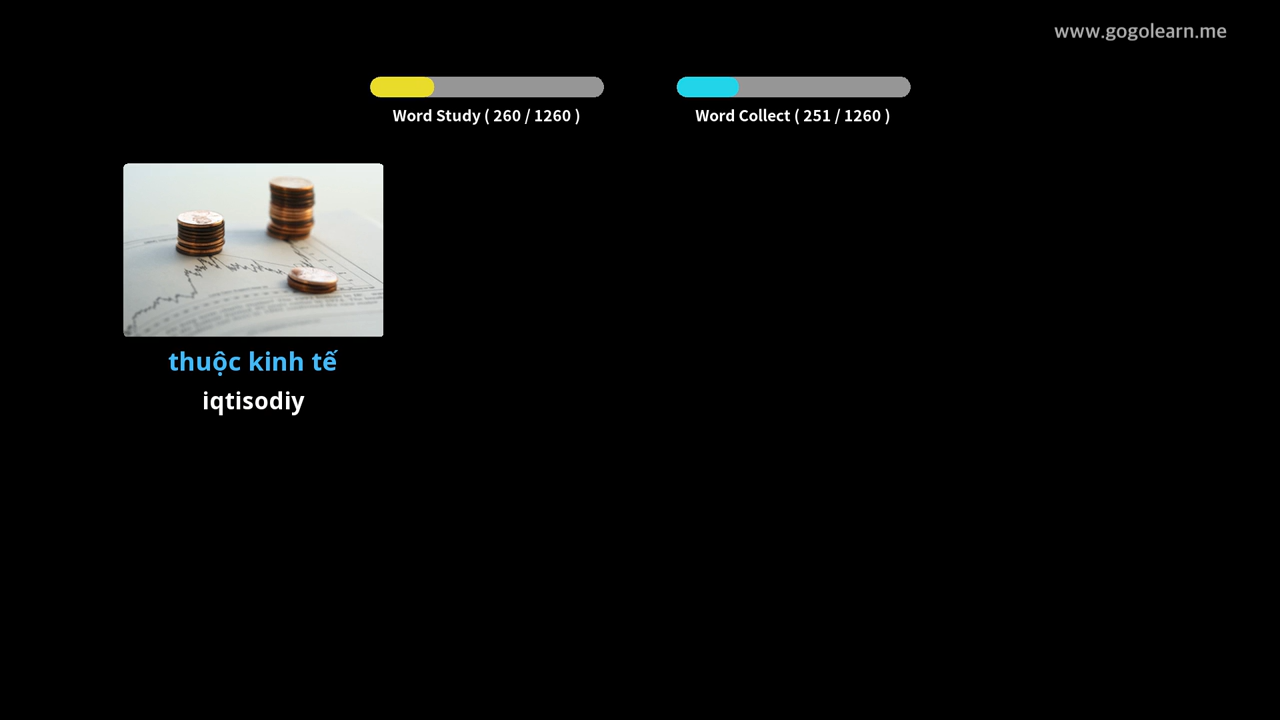 www.gogolearn.me
Word Study ( 260 / 1260 )
Word Collect ( 251 / 1260 )
thuộc kinh tế
iqtisodiy